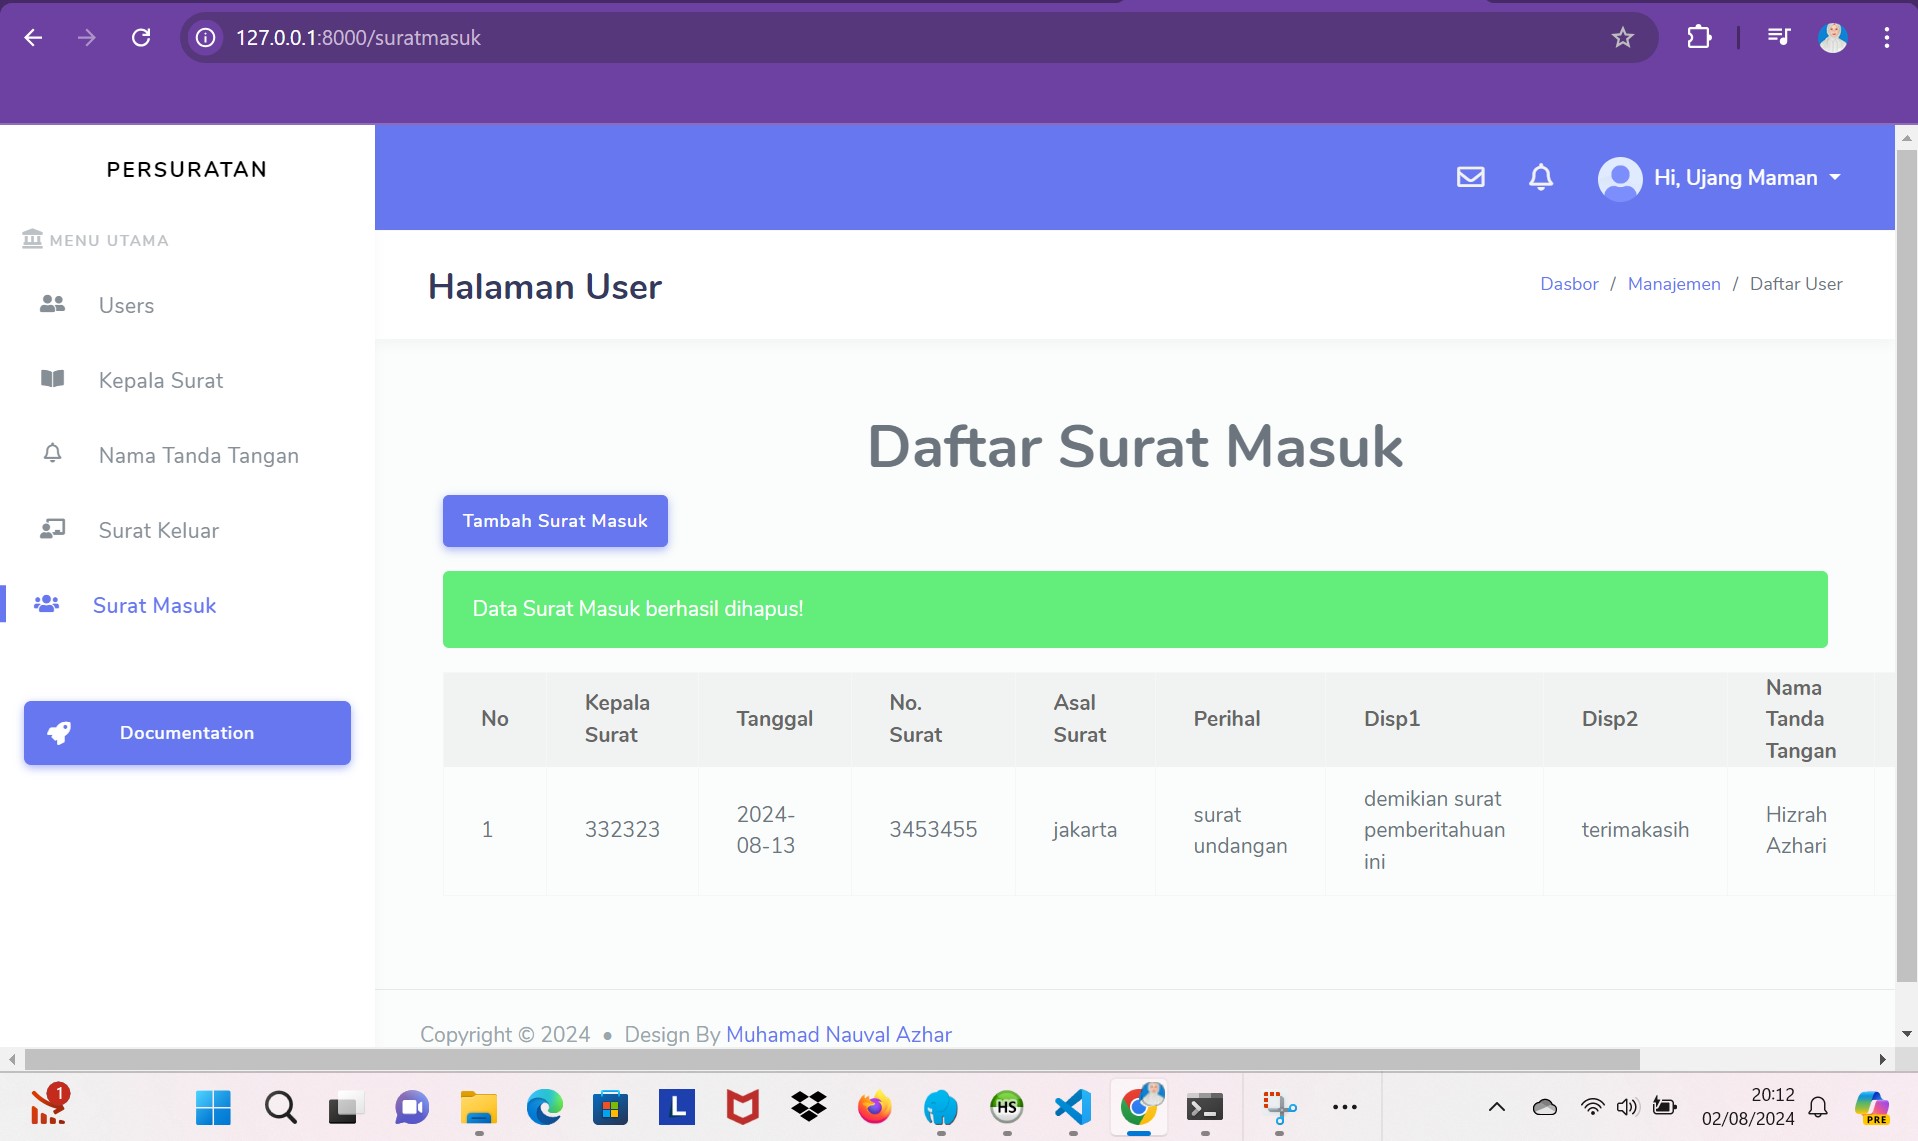 127.0.0.1:8000/suratmasuk
PERSURATAN
Hi, Ujang Maman
MENU UTAMA
Users
Kepala Surat
Nama Tanda Tangan
Surat Keluar
Surat Masuk
Documentation
Halaman User
Dasbor / Manajemen / Daftar User
Daftar Surat Masuk
Tambah Surat Masuk
Data Surat Masuk berhasil dihapus!
No
Kepala
Surat
Tanggal
No.
Surat
Asal
Surat
Perihal
Disp1
Disp2
Nama
Tanda
Tangan
1
332323
2024-
08-13
3453455
jakarta
surat
undangan
demikian surat
pemberitahuan
ini
terimakasih
Hizrah
Azhari
Copyright © 2024 • Design By Muhamad Nauval Azhar
1
L
HS
20:12
02/08/2024
PRE